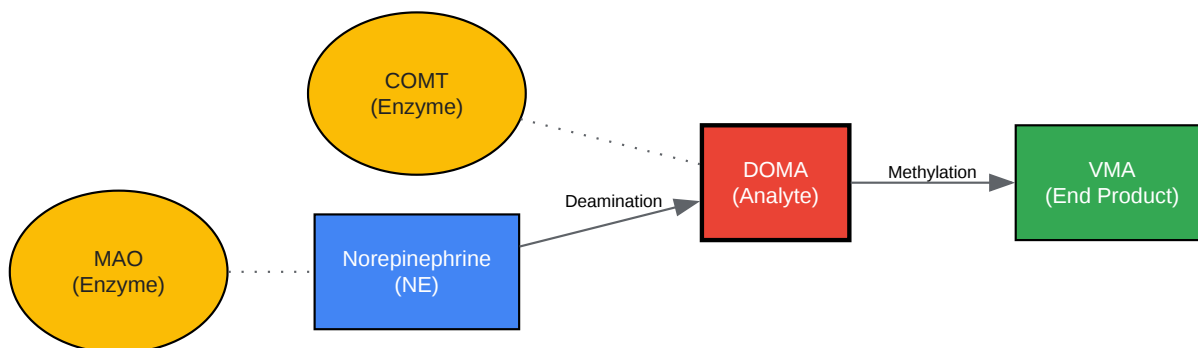 COMT
(Enzyme)
MAO
(Enzyme)
Norepinephrine
(NE)
Deamination
DOMA
(Analyte)
Methylation
VMA
(End Product)